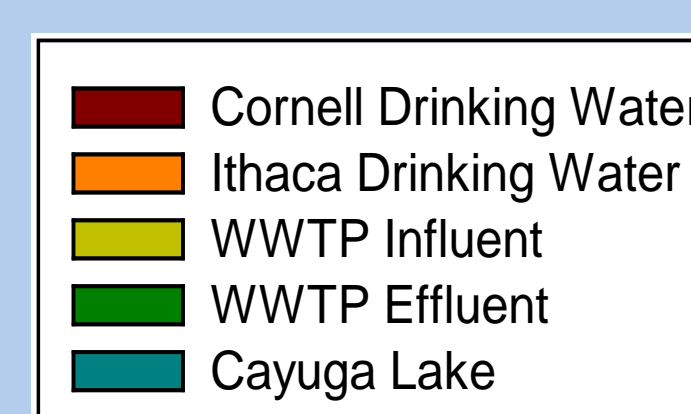 Cornell Drinking Water
Ithaca Drinking Water
WWTP Influent
WWTP Effluent
Cayuga Lake